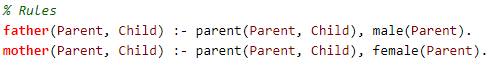 % Rules
father(Parent, Child) :- parent(Parent, Child), male(Parent).
mother(Parent, Child) :- parent(Parent, Child), female(Parent).